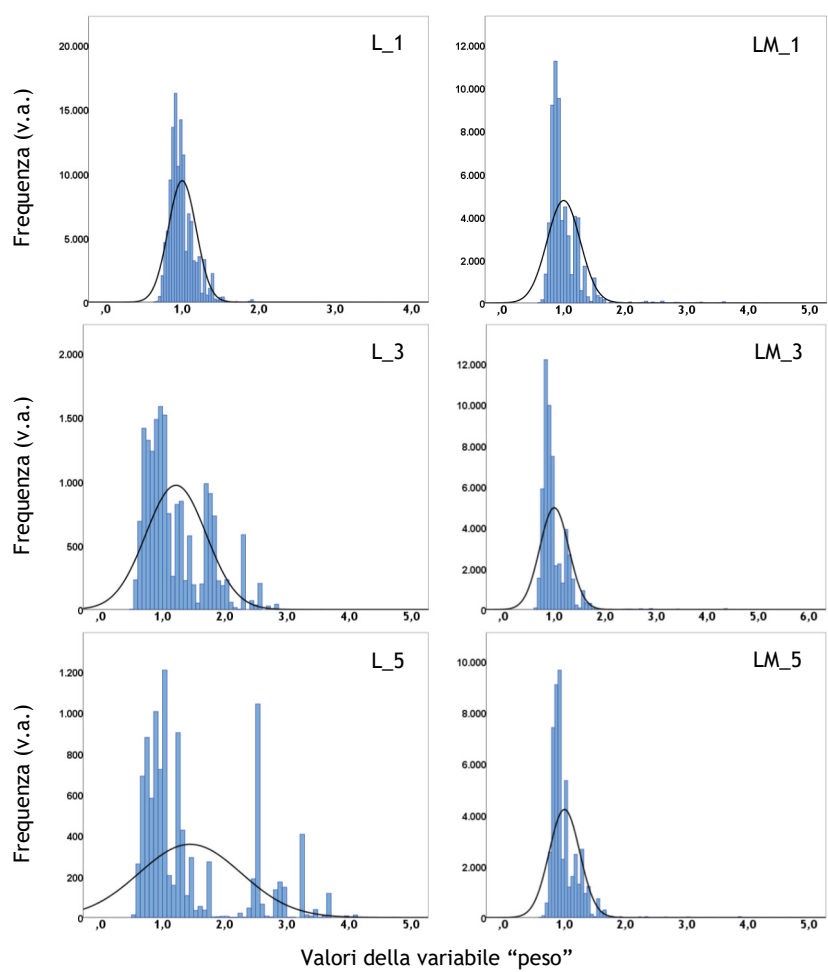 L_1
20.000
15.000
10.000
5.000
0
,0 1,0 2,0 3,0 4,0
Frequenza (v.a.)
LM_1
12.000
10.000
8.000
6.000
4.000
2.000
0
,0 1,0 2,0 3,0 4,0 5,0
L_3
2.000
1.500
1.000
500
0
,0 1,0 2,0 3,0 4,0 5,0
Frequenza (v.a.)
LM_3
12.000
10.000
8.000
6.000
4.000
2.000
0
,0 1,0 2,0 3,0 4,0 5,0 6,0
L_5
1.200
1.000
800
600
400
200
0
,0 1,0 2,0 3,0 4,0 5,0
Frequenza (v.a.)
LM_5
10.000
8.000
6.000
4.000
2.000
0
,0 1,0 2,0 3,0 4,0 5,0
Valori della variabile “peso”